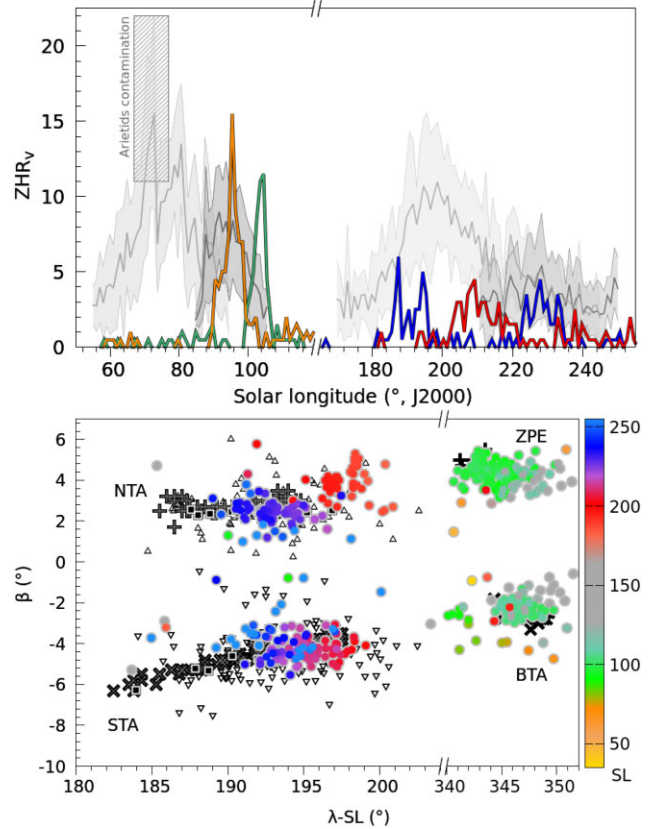 20
15
10
5
0
ZHRv
Arietids contamination
60 80 100 180 200 220 240
Solar longitude (°, J2000)
6
4
2
0
-2
-4
-6
-8
-10
β (°)
NTA
STA
ZPE
BTA
180 185 190 195 200 340 345 350
λ-SL (°)
250
200
150
100
50
SL